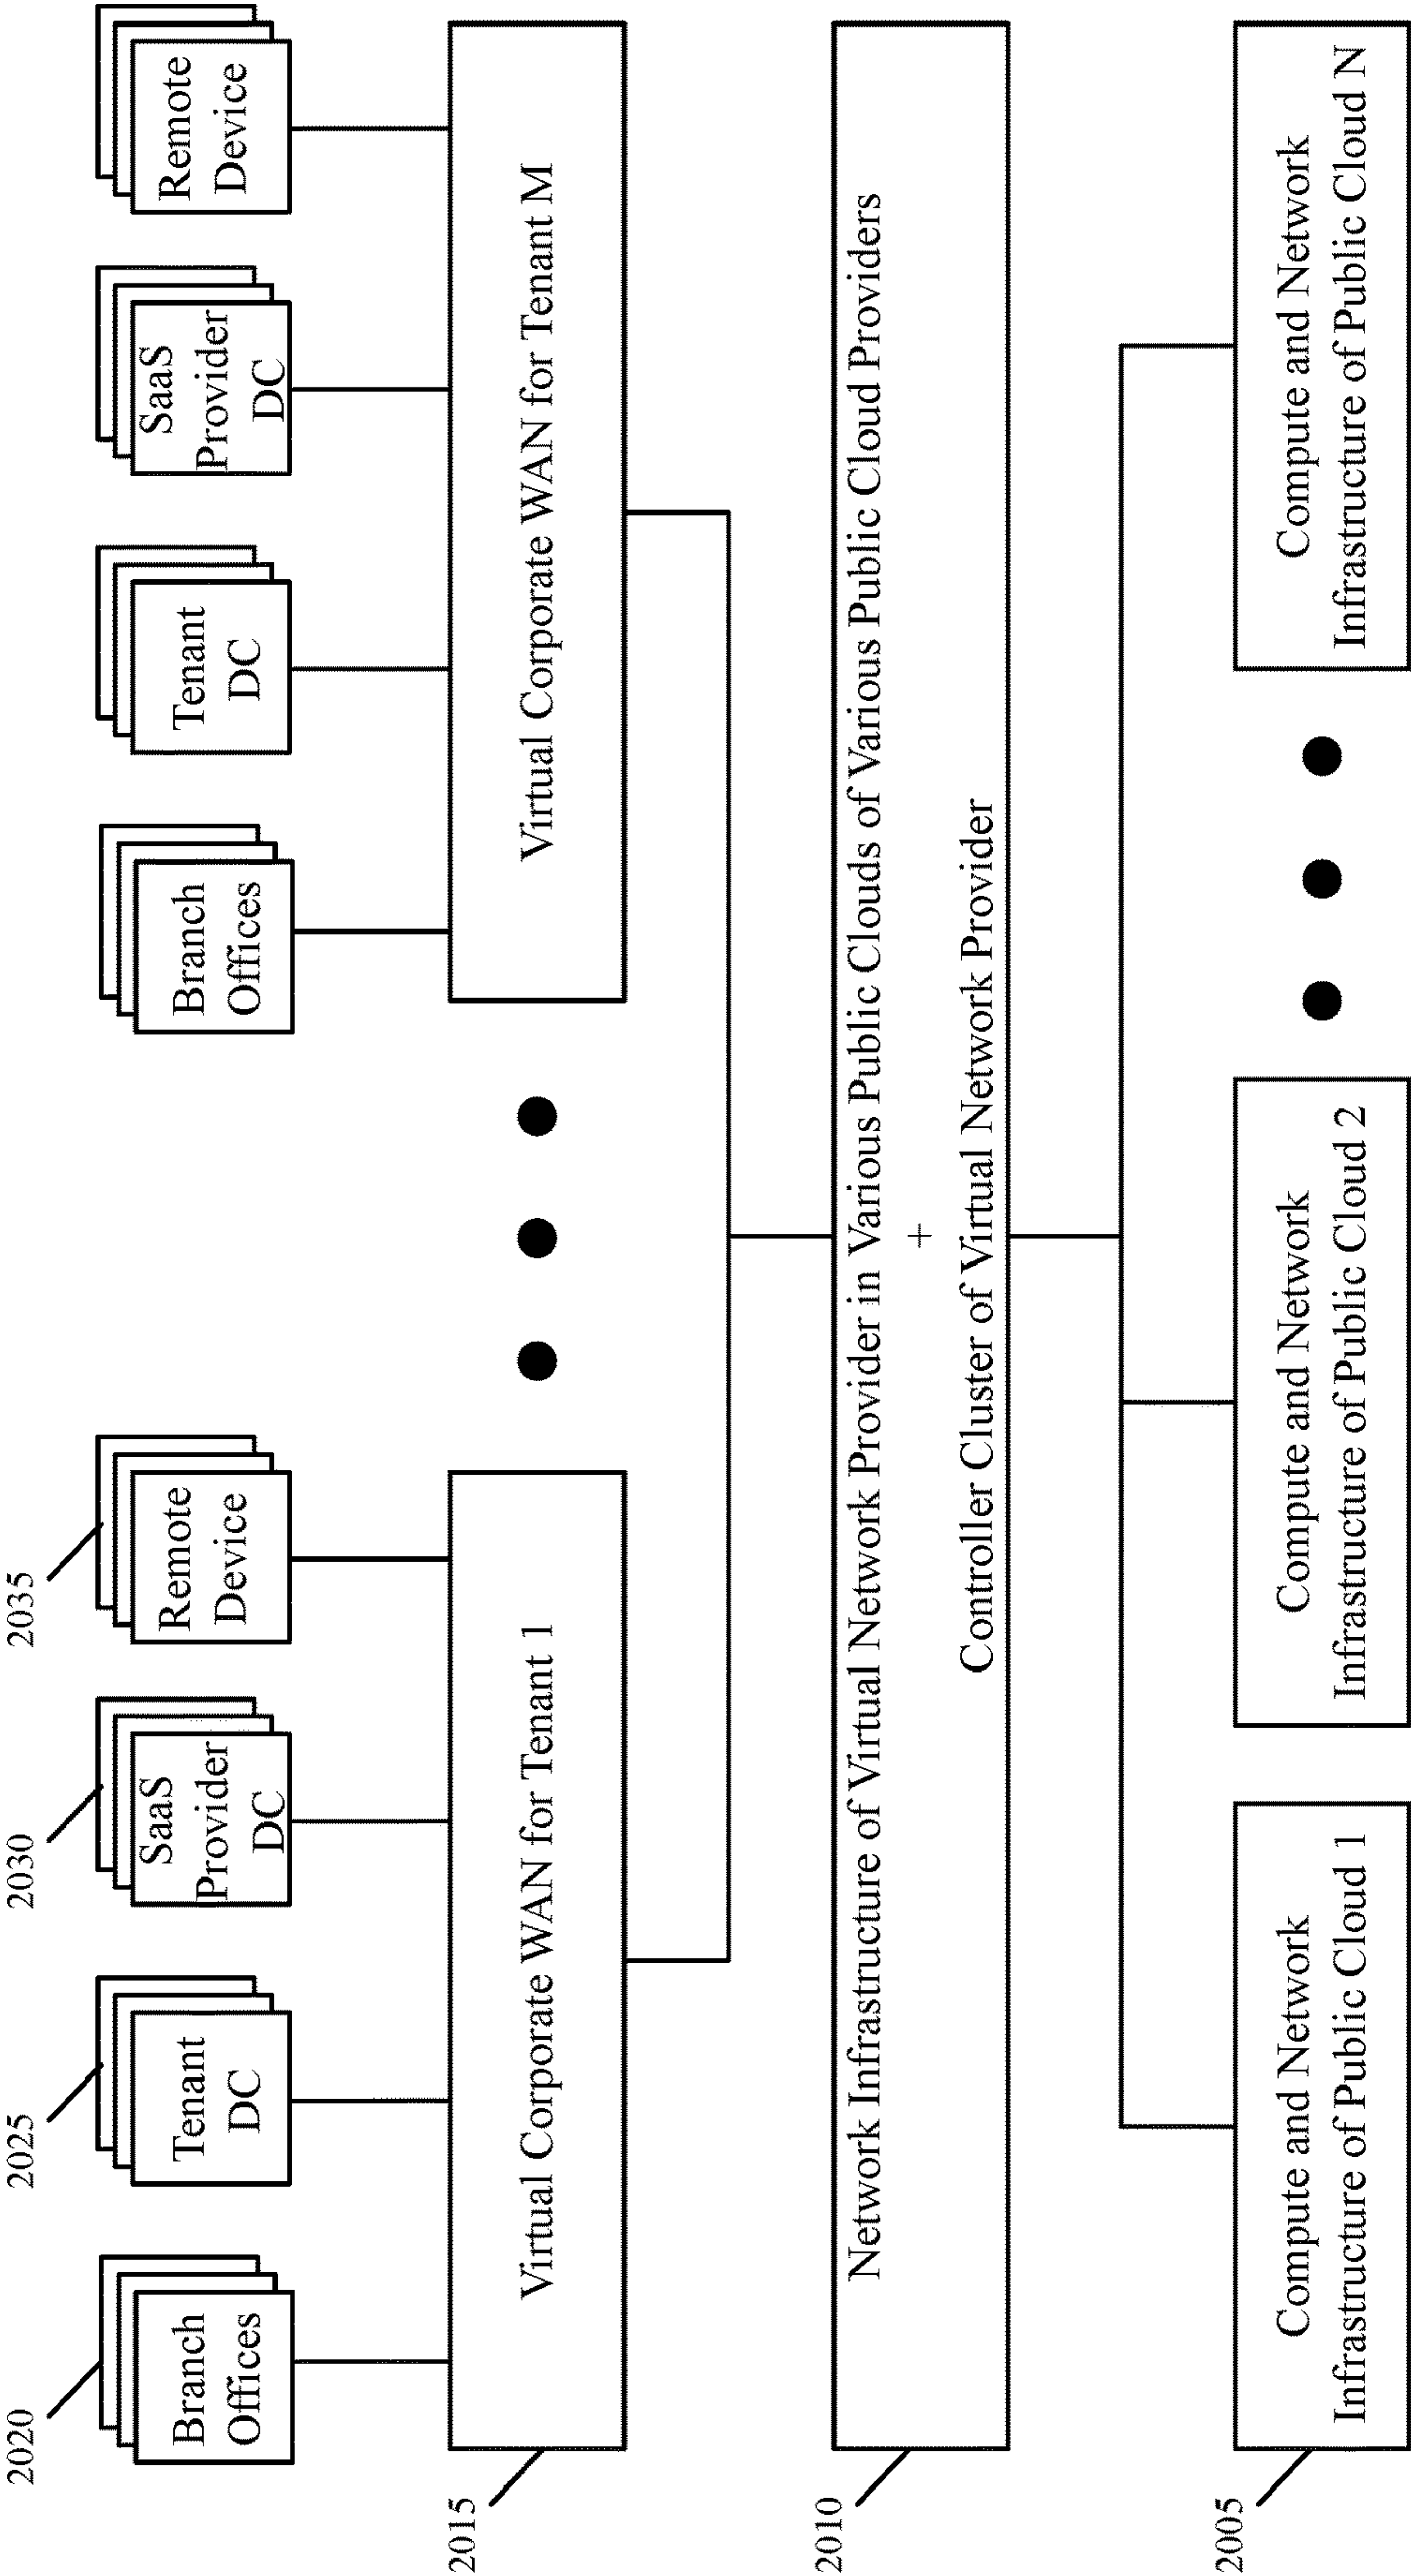 2020
2025
2030
2035
Branch
Offices
Tenant
DC
SaaS
Provider
DC
Remote
Device
Branch
Offices
Tenant
DC
SaaS
Provider
DC
Remote
Device
2015
Virtual Corporate WAN for Tenant 1
Virtual Corporate WAN for Tenant M
2010
Network Infrastructure of Virtual Network Provider in Various Public Clouds of Various Public Cloud Providers
+
Controller Cluster of Virtual Network Provider
2005
Compute and Network
Infrastructure of Public Cloud 1
Compute and Network
Infrastructure of Public Cloud 2
Compute and Network
Infrastructure of Public Cloud N